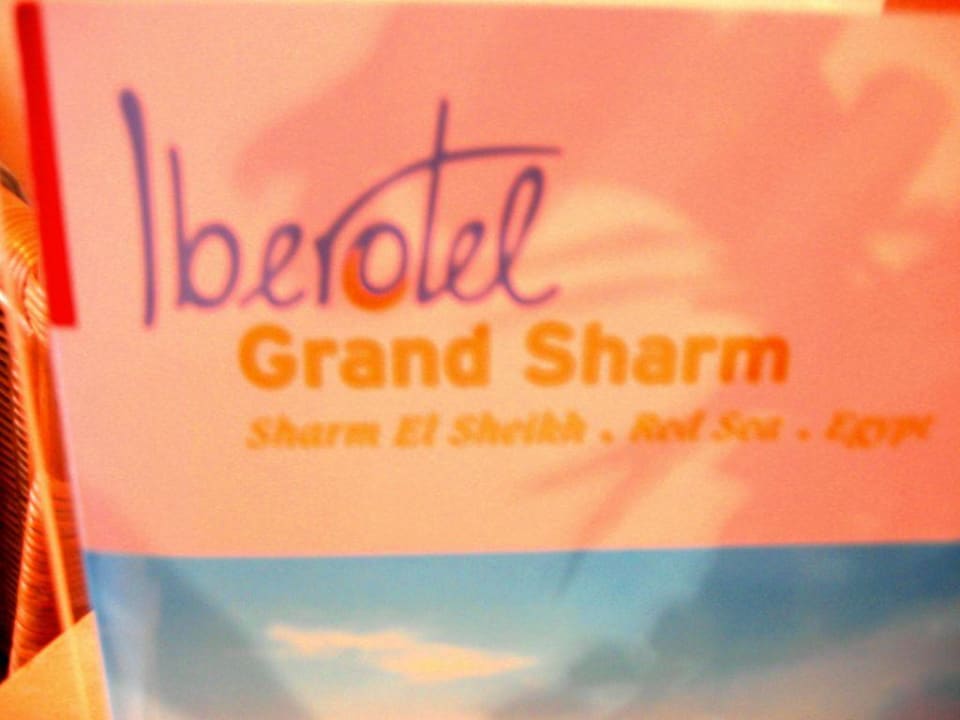 Iberotel
Grand Sharm
Sharm El Sheikh . Red Sea . Egypt